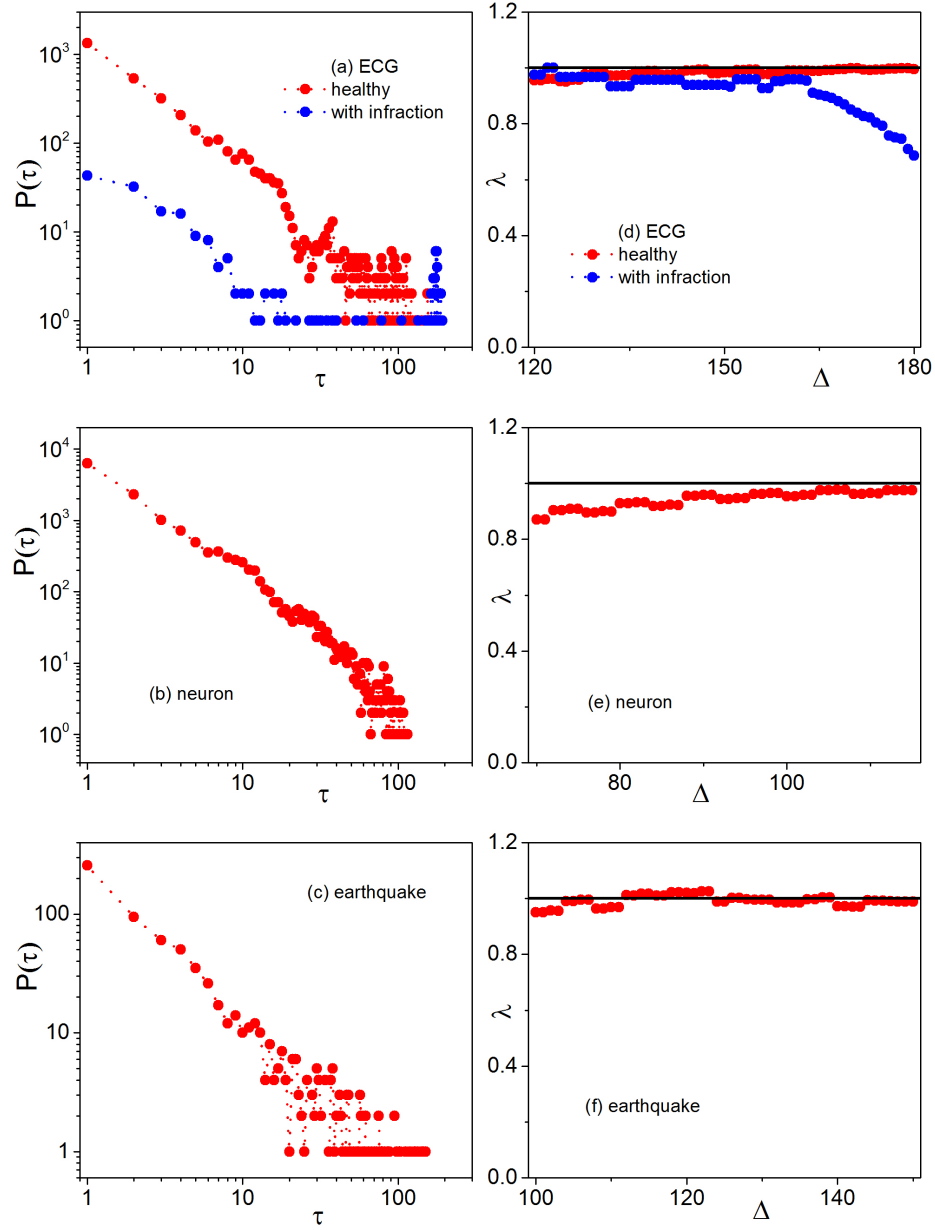 10³
10²
10¹
10⁰
P(τ)
(a) ECG
healthy
with infraction
1
10
100
τ
1.2
0.8
0.4
0.0
λ
(d) ECG
healthy
with infraction
120
150
180
Δ
10⁴
10³
10²
10¹
10⁰
P(τ)
(b) neuron
1
10
100
τ
1.2
0.8
0.4
0.0
λ
(e) neuron
80
100
Δ
100
10
1
P(τ)
(c) earthquake
1
10
100
τ
1.2
0.8
0.4
0.0
λ
(f) earthquake
100
120
140
Δ